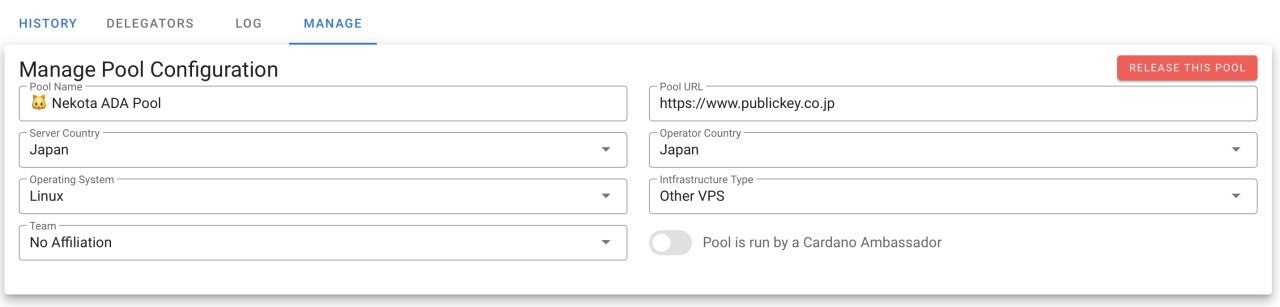 HISTORY DELEGATORS LOG MANAGE
Manage Pool Configuration
RELEASE THIS POOL
Pool Name
🐱 Nekota ADA Pool
Pool URL
https://www.publickey.co.jp
Server Country
Japan
Operator Country
Japan
Operating System
Linux
Intfrastructure Type
Other VPS
Team
No Affiliation
Pool is run by a Cardano Ambassador